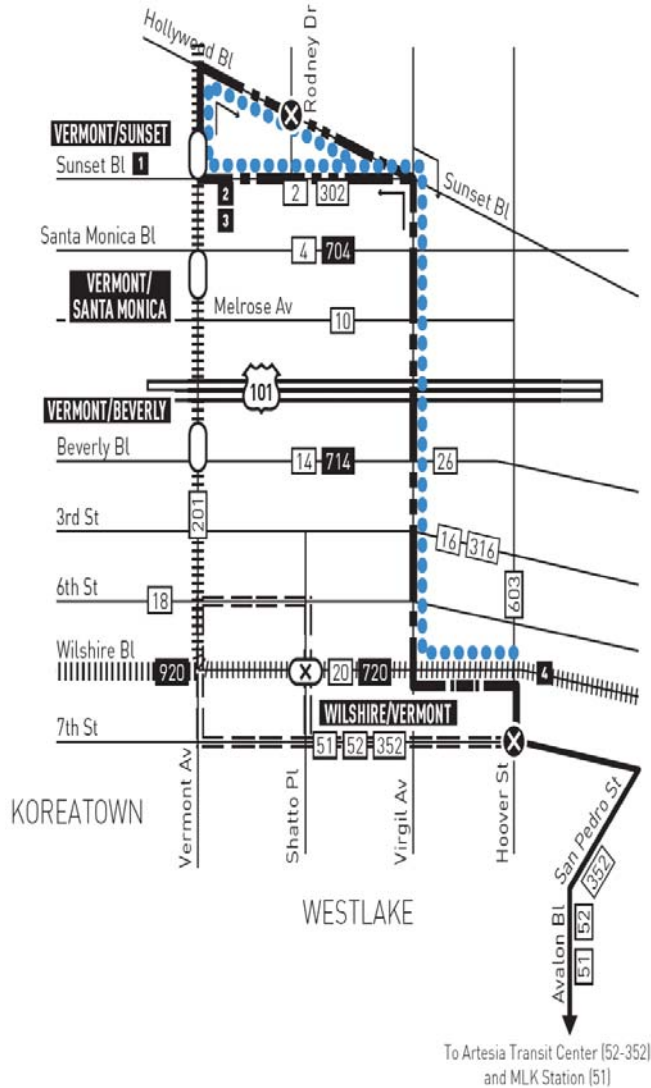 Hollywood Bl
Rodney Dr
VERMONT/SUNSET
Sunset Bl 1
2
3
2 302
Sunset Bl
Santa Monica Bl
4 704
VERMONT/
SANTA MONICA
Melrose Av
10
101
VERMONT/BEVERLY
Beverly Bl
14 714
26
201
3rd St
16 316
6th St
18
603
Wilshire Bl
920
X
20 720
4
WILSHIRE/VERMONT
7th St
51 52 352
X
Vermont Av
Shatto Pl
Virgil Av
Hoover St
KOREATOWN
WESTLAKE
San Pedro St
352
Avalon Bl
51 52
X
To Artesia Transit Center (52-352)
and MLK Station (51)